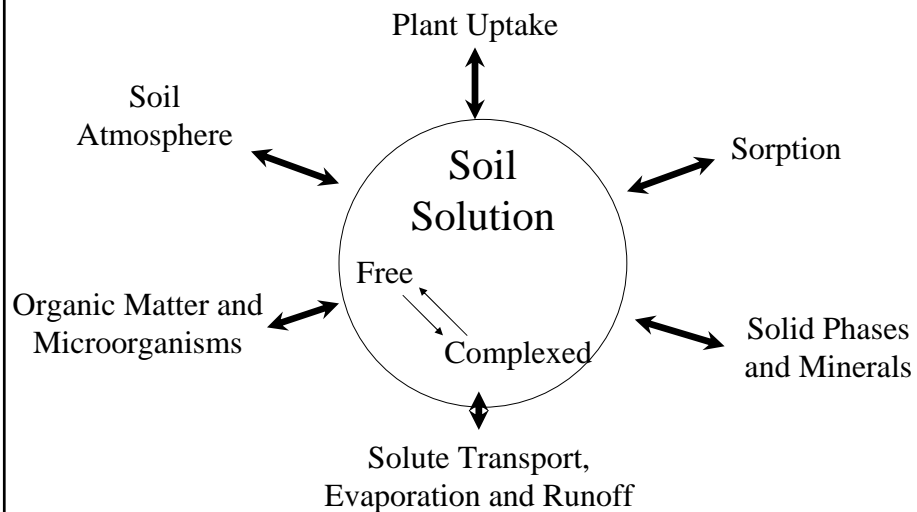 Plant Uptake
Soil
Atmosphere
Sorption
Soil
Solution
Free
Complexed
Organic Matter and
Microorganisms
Solid Phases
and Minerals
Solute Transport,
Evaporation and Runoff